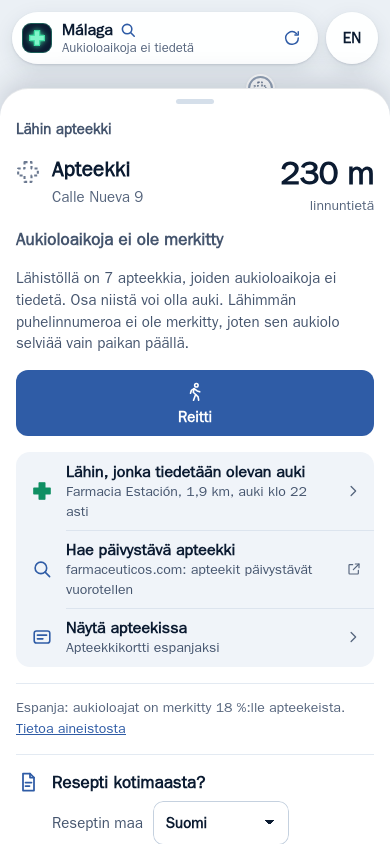 Málaga
Aukioloaikoja ei tiedetä
EN
Lähin apteekki
Apteekki
230 m
Calle Nueva 9
linnuntietä
Aukioloaikoja ei ole merkitty
Lähistöllä on 7 apteekkia, joiden aukioloaikoja ei
tiedetä. Osa niistä voi olla auki. Lähimmän
puhelinnumeroa ei ole merkitty, joten sen aukiolo
selviää vain paikan päällä.
Reitti
Lähin, jonka tiedetään olevan auki
Farmacia Estación, 1,9 km, auki klo 22
asti
Hae päivystävä apteekki
farmaceuticos.com: apteekit päivystävät
vuorotellen
Näytä apteekissa
Apteekkikortti espanjaksi
Espanja: aukioloajat on merkitty 18 %:lle apteekeista.
Tietoa aineistosta
Resepti kotimaasta?
Reseptin maa
Suomi